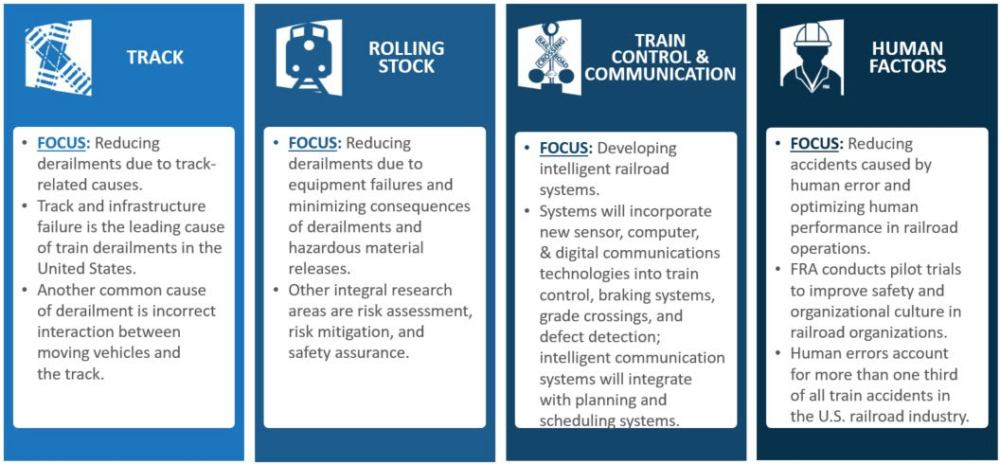 TRACK
• FOCUS: Reducing
derailments due to track-
related causes.
• Track and infrastructure
failure is the leading cause
of train derailments in the
United States.
• Another common cause
of derailment is incorrect
interaction between
moving vehicles and
the track.
ROLLING
STOCK
• FOCUS: Reducing
derailments due to
equipment failures and
minimizing consequences
of derailments and
hazardous material
releases.
• Other integral research
areas are risk assessment,
risk mitigation, and
safety assurance.
RAILROAD
CROSSING
TRAIN
CONTROL &
COMMUNICATION
• FOCUS: Developing
intelligent railroad
systems.
• Systems will incorporate
new sensor, computer,
& digital communications
technologies into train
control, braking systems,
grade crossings, and
defect detection;
intelligent communication
systems will integrate
with planning and
scheduling systems.
FRA
HUMAN
FACTORS
• FOCUS: Reducing
accidents caused by
human error and
optimizing human
performance in railroad
operations.
• FRA conducts pilot trials
to improve safety and
organizational culture in
railroad organizations.
• Human errors account
for more than one third
of all train accidents in
the U.S. railroad industry.